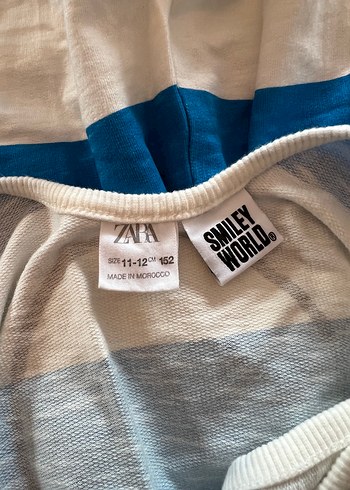 ZARA
SIZE 11-12 CM 152
MADE IN MOROCCO
SMILEY
WORLD®